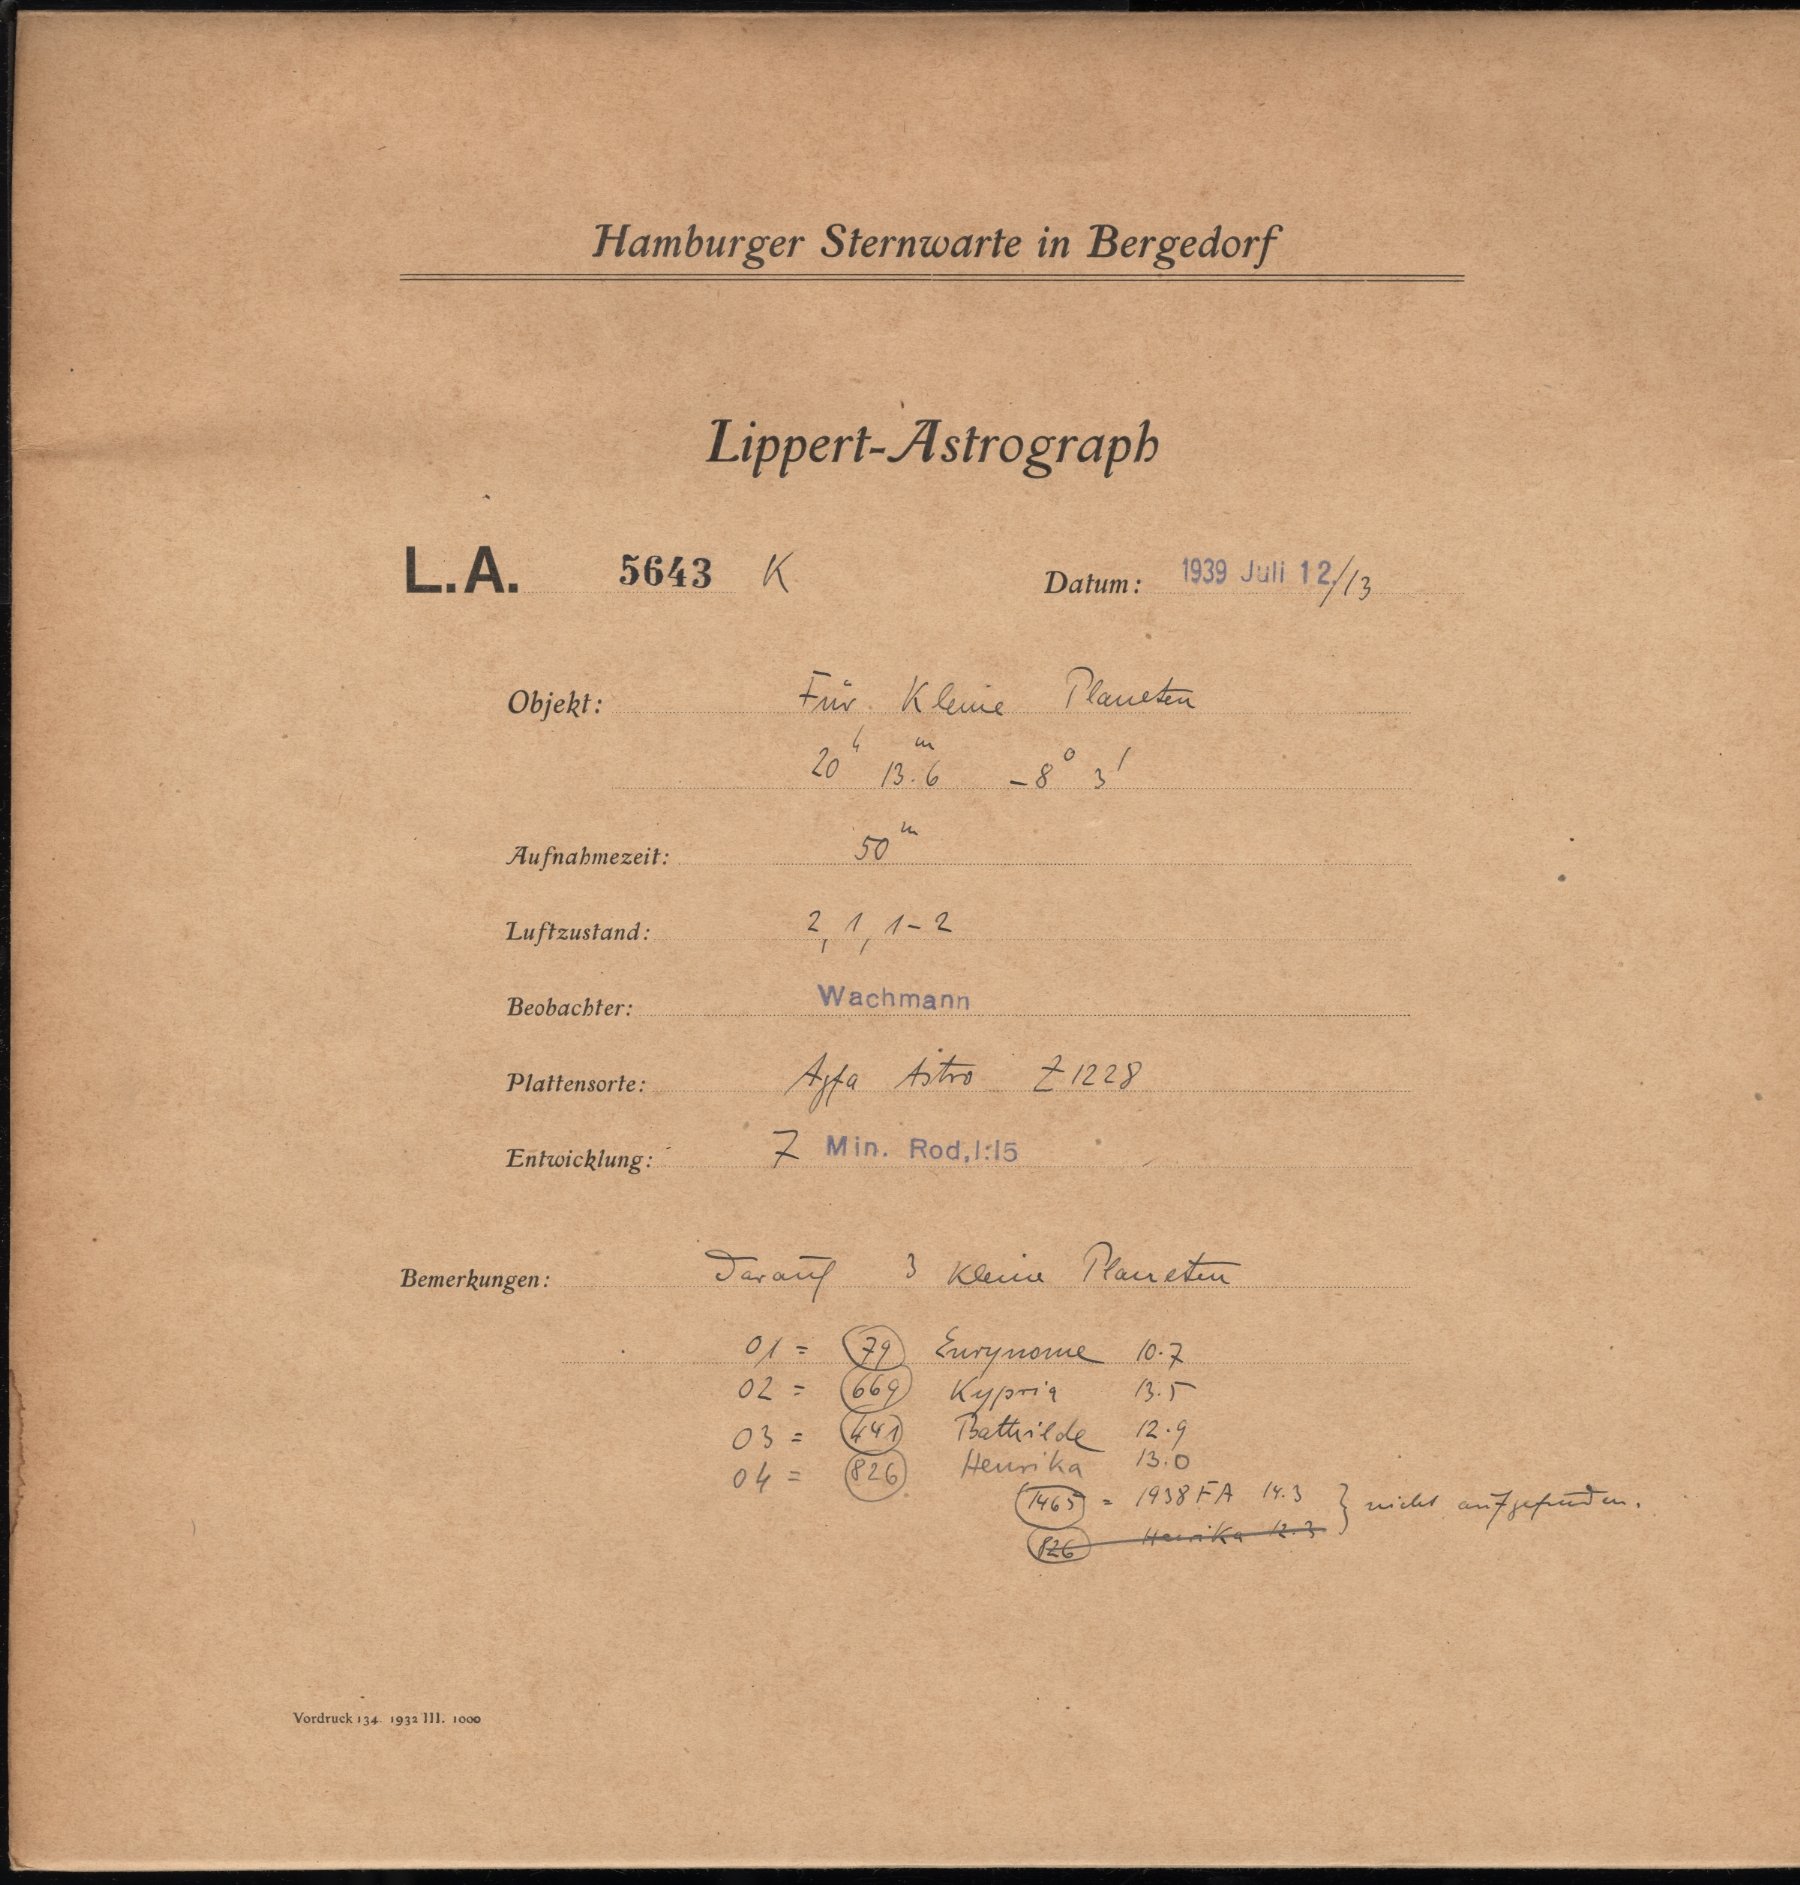 Hamburger Sternwarte in Bergedorf
Lippert-Astrograph
L.A. 5643 K Datum: 1939 Juli 12/13
Objekt: Für Kleine Planeten
20h 13.6m -8° 3'
Aufnahmezeit: 50m
Luftzustand: 2, 1, 1-2
Beobachter: Wachmann
Plattensorte: Agfa Astro Z 1228
Entwicklung: 7 Min. Rod. 1:15
Bemerkungen: Darauf 3 Kleine Planeten
01 = 79 Eurynome 10.7
02 = 669 Kypria 13.5
03 = 441 Bathilde 12.9
04 = 826 Henrika 13.0
1465 = 1938 FA 14.3 } nicht aufgefunden.
826 Henrika 12.3
Vordruck 134. 1932 III. 1000